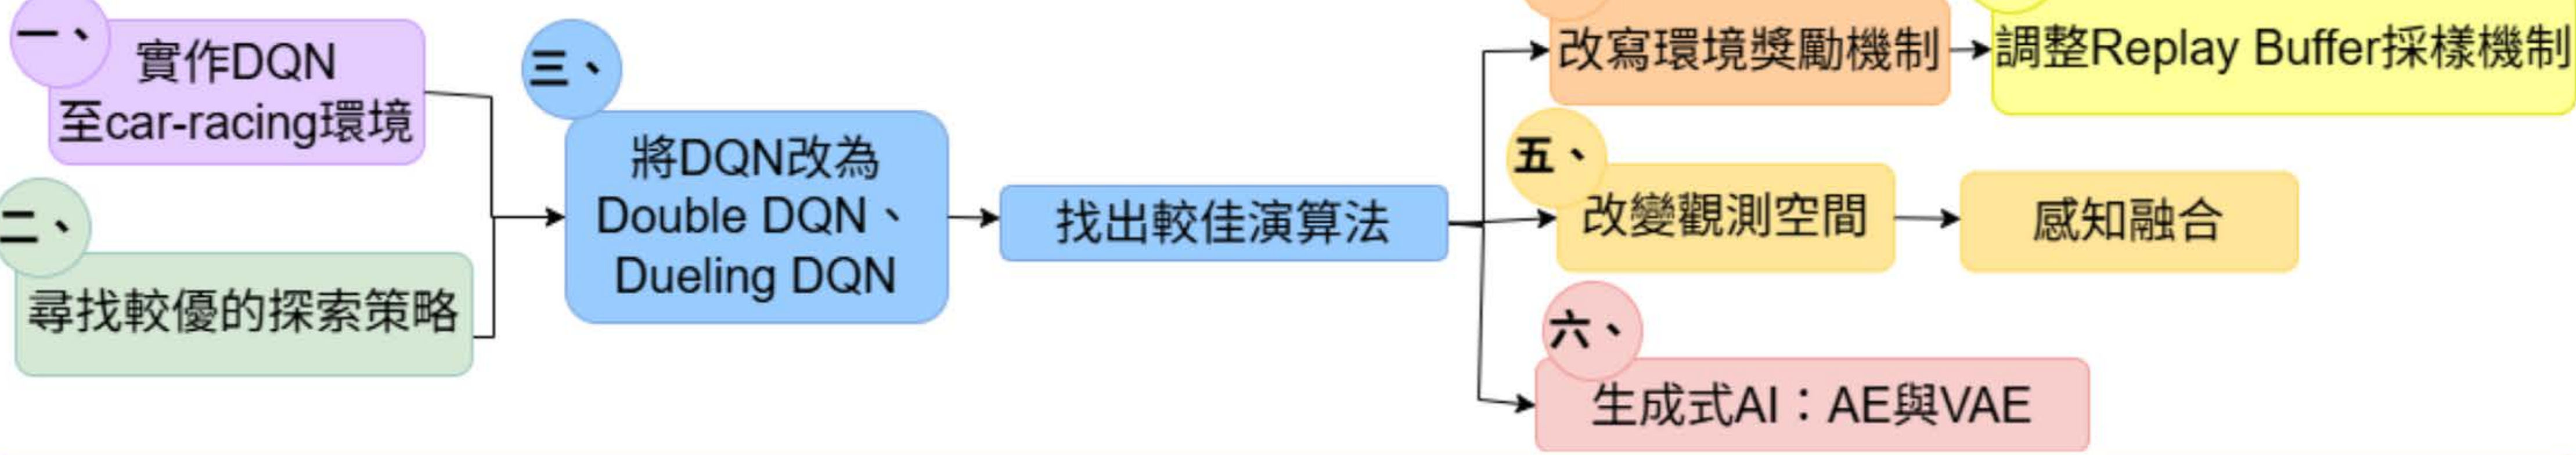 一、
實作DQN
至car-racing環境
二、
尋找較優的探索策略
三、
將DQN改為
Double DQN、
Dueling DQN
找出較佳演算法
改寫環境獎勵機制
調整Replay Buffer採樣機制
五、
改變觀測空間
感知融合
六、
生成式AI：AE與VAE